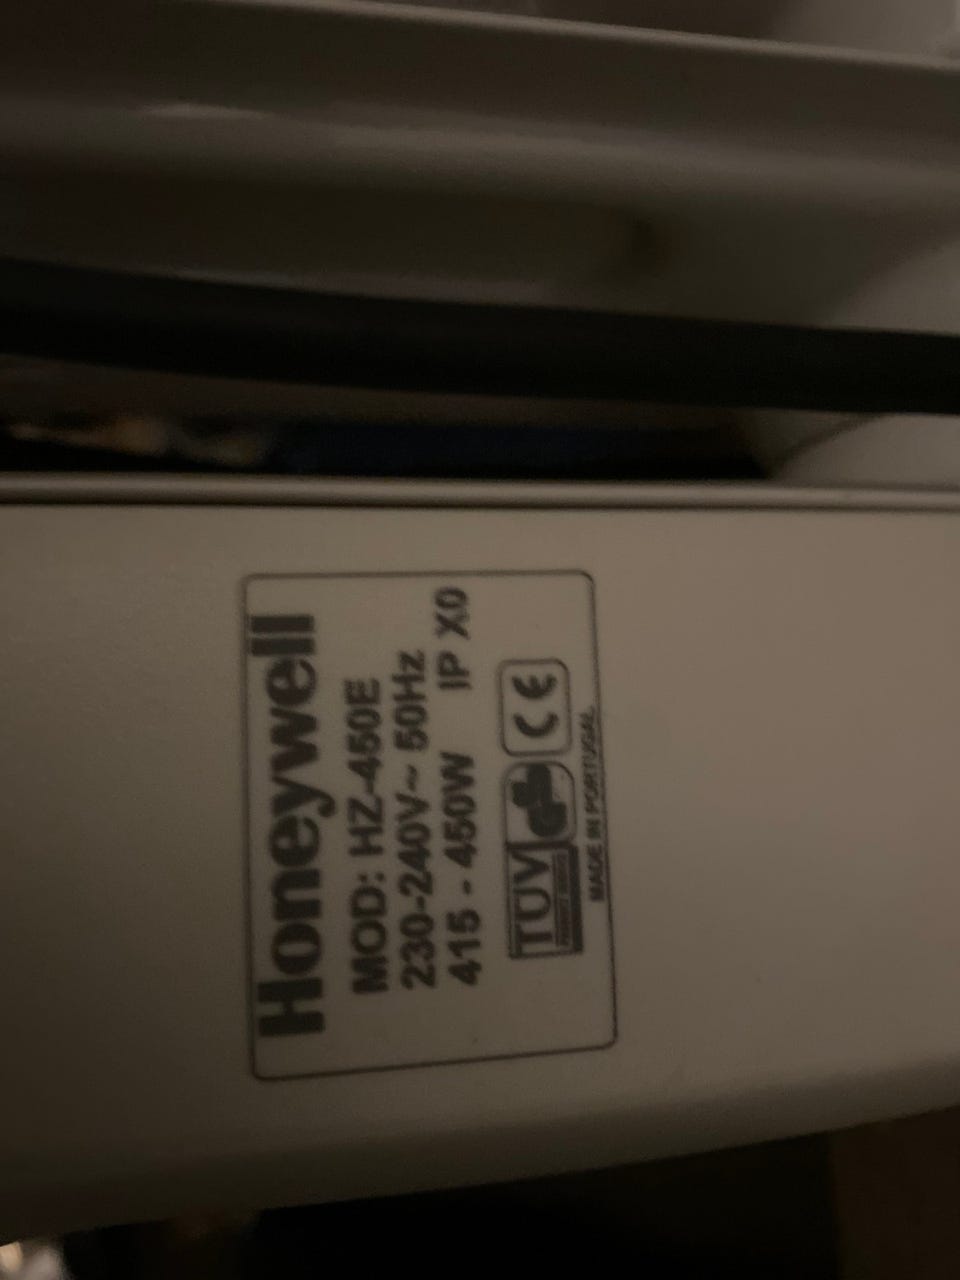 Honeywell
MOD: HZ-450E
230-240V~ 50Hz
415 - 450W IP X0
TUV CE
MADE IN PORTUGAL